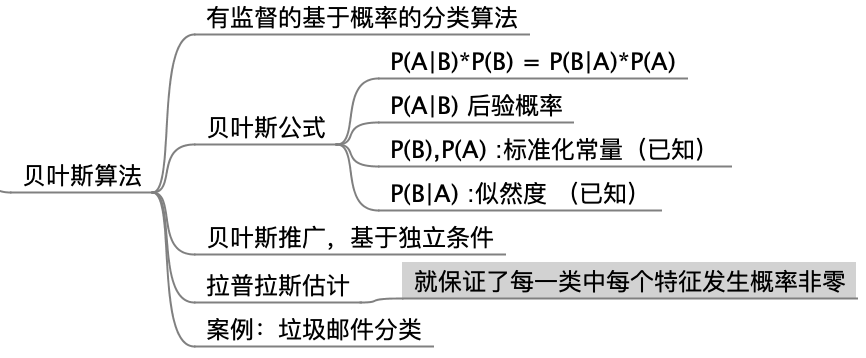 有监督的基于概率的分类算法
P(A|B)*P(B) = P(B|A)*P(A)
P(A|B) 后验概率
贝叶斯公式
P(B),P(A) :标准化常量（已知）
贝叶斯算法
P(B|A) :似然度 （已知）
贝叶斯推广，基于独立条件
拉普拉斯估计
就保证了每一类中每个特征发生概率非零
案例：垃圾邮件分类